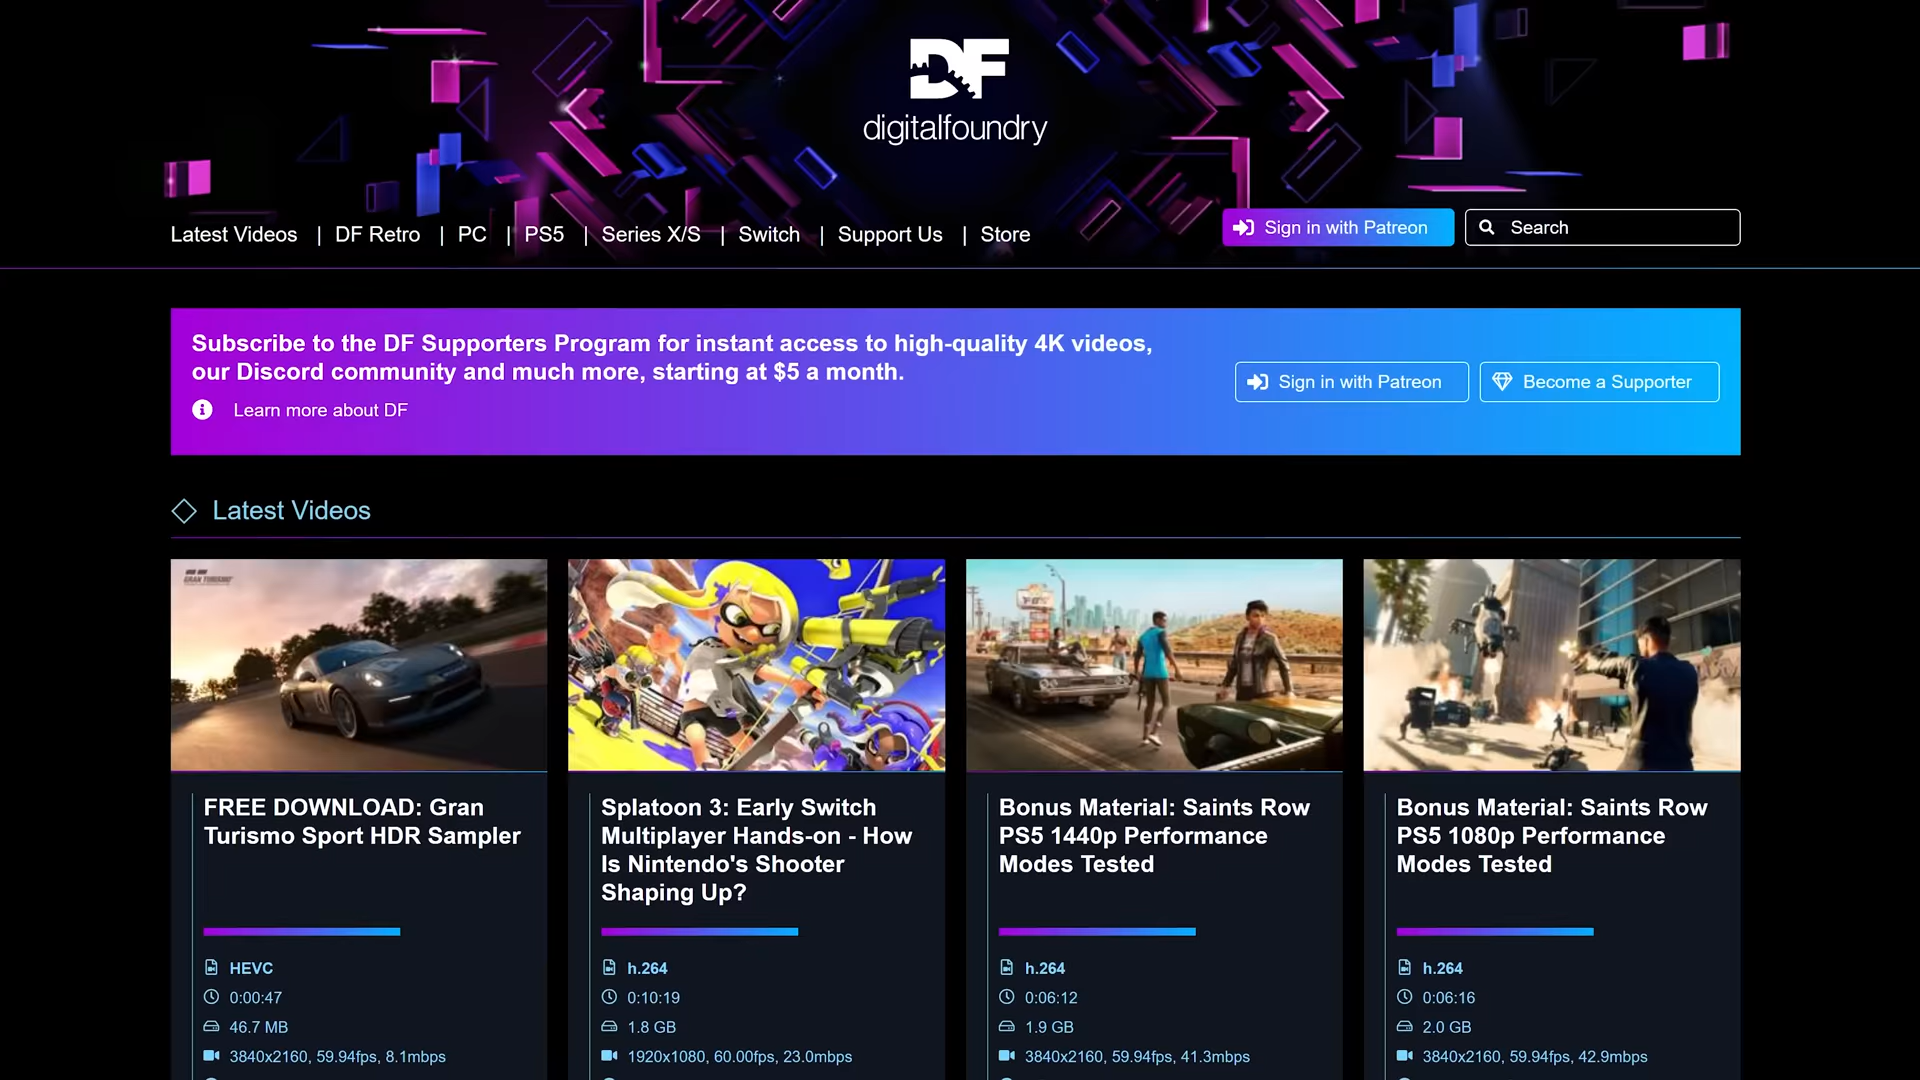 DF
digitalfoundry
Latest Videos | DF Retro | PC | PS5 | Series X/S | Switch | Support Us | Store
Sign in with Patreon
Search
Subscribe to the DF Supporters Program for instant access to high-quality 4K videos,
our Discord community and much more, starting at $5 a month.
Learn more about DF
Sign in with Patreon
Become a Supporter
Latest Videos
GRAN TURISMO
FREE DOWNLOAD: Gran
Turismo Sport HDR Sampler
HEVC
0:00:47
46.7 MB
3840x2160, 59.94fps, 8.1mbps
Splatoon 3: Early Switch
Multiplayer Hands-on - How
Is Nintendo's Shooter
Shaping Up?
h.264
0:10:19
1.8 GB
1920x1080, 60.00fps, 23.0mbps
Bonus Material: Saints Row
PS5 1440p Performance
Modes Tested
h.264
0:06:12
1.9 GB
3840x2160, 59.94fps, 41.3mbps
Bonus Material: Saints Row
PS5 1080p Performance
Modes Tested
h.264
0:06:16
2.0 GB
3840x2160, 59.94fps, 42.9mbps